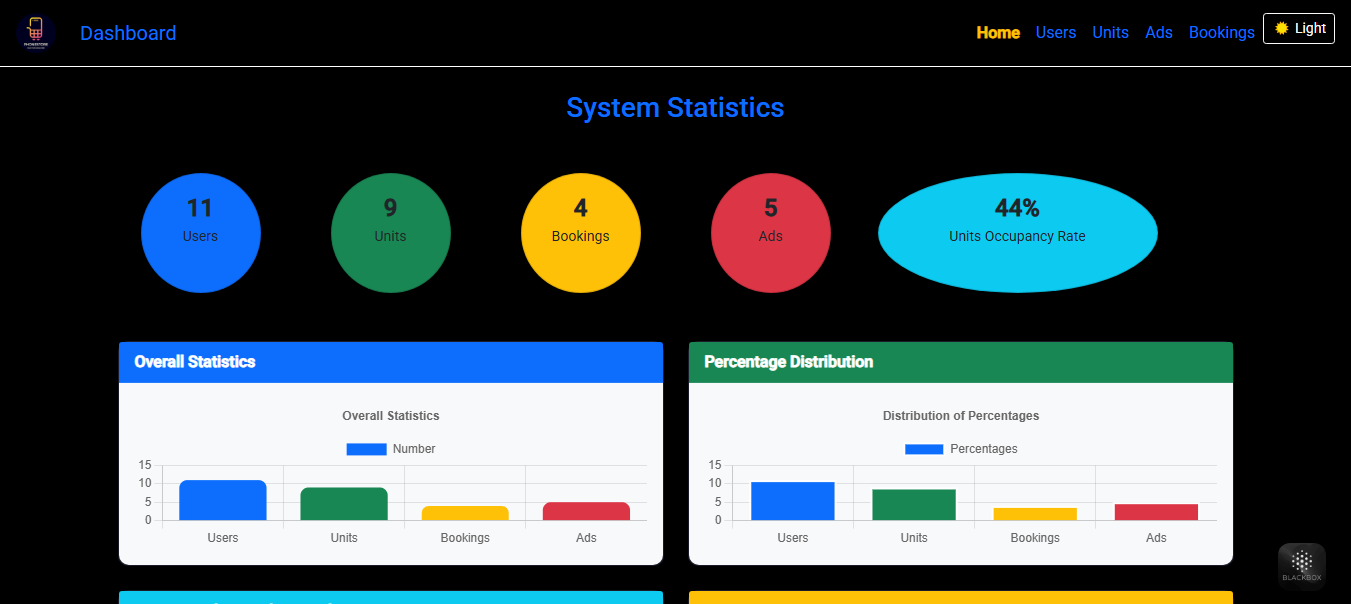 Dashboard
Home Users Units Ads Bookings Light
System Statistics
11 9 4 5 44%
Users Units Bookings Ads Units Occupancy Rate
Overall Statistics Percentage Distribution
Overall Statistics Distribution of Percentages
Number Percentages
15 15
10 10
5 5
0 0
Users Units Bookings Ads Users Units Bookings Ads
BLACKBOX